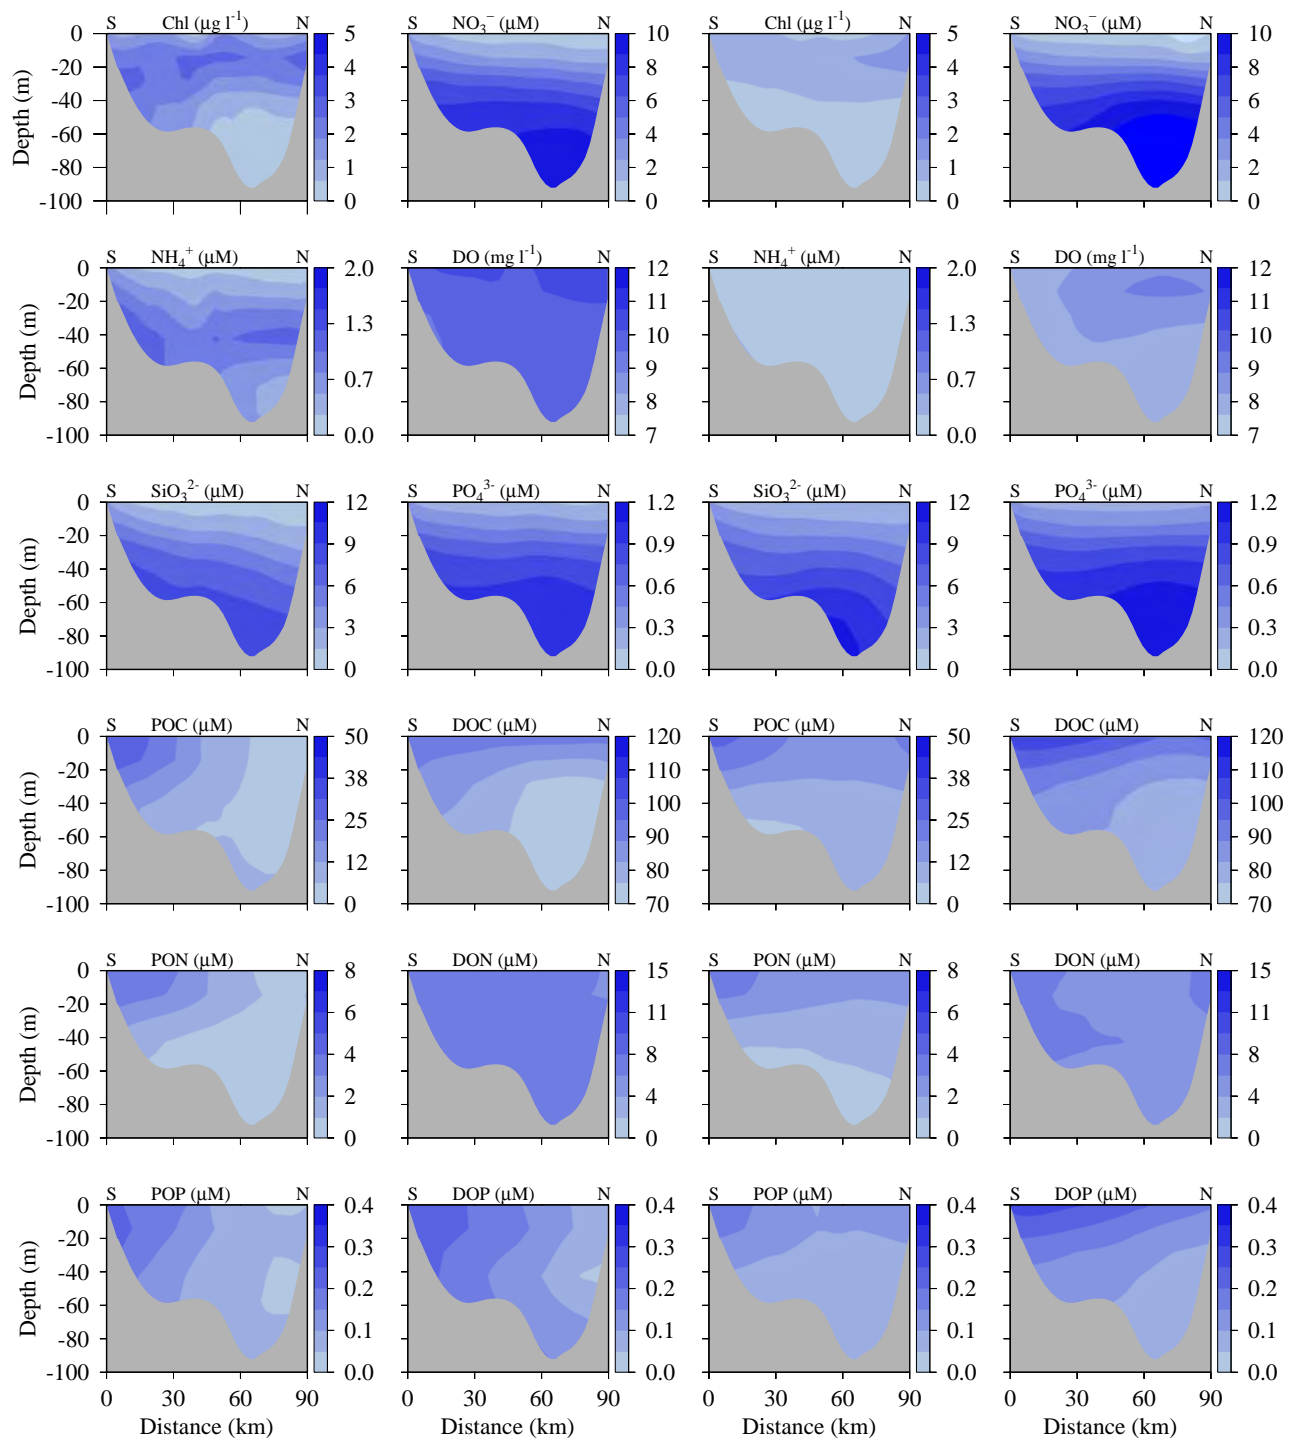 S Chl (µg l⁻¹) N S NO₃⁻ (µM) N S Chl (µg l⁻¹) N S NO₃⁻ (µM) N
Depth (m)
0 -20 -40 -60 -80 -100
5 4 3 2 1 0
10 8 6 4 2 0
5 4 3 2 1 0
10 8 6 4 2 0
S NH₄⁺ (µM) N S DO (mg l⁻¹) N S NH₄⁺ (µM) N S DO (mg l⁻¹) N
Depth (m)
0 -20 -40 -60 -80 -100
2.0 1.3 0.7 0.0
12 11 10 9 8 7
2.0 1.3 0.7 0.0
12 11 10 9 8 7
S SiO₃²⁻ (µM) N S PO₄³⁻ (µM) N S SiO₃²⁻ (µM) N S PO₄³⁻ (µM) N
Depth (m)
0 -20 -40 -60 -80 -100
12 9 6 3 0
1.2 0.9 0.6 0.3 0.0
12 9 6 3 0
1.2 0.9 0.6 0.3 0.0
S POC (µM) N S DOC (µM) N S POC (µM) N S DOC (µM) N
Depth (m)
0 -20 -40 -60 -80 -100
50 38 25 12 0
120 110 100 90 80 70
50 38 25 12 0
120 110 100 90 80 70
S PON (µM) N S DON (µM) N S PON (µM) N S DON (µM) N
Depth (m)
0 -20 -40 -60 -80 -100
8 6 4 2 0
15 11 8 4 0
8 6 4 2 0
15 11 8 4 0
S POP (µM) N S DOP (µM) N S POP (µM) N S DOP (µM) N
Depth (m)
0 -20 -40 -60 -80 -100
0.4 0.3 0.2 0.1 0.0
0.4 0.3 0.2 0.1 0.0
0.4 0.3 0.2 0.1 0.0
0.4 0.3 0.2 0.1 0.0
0 30 60 90 0 30 60 90 0 30 60 90 0 30 60 90
Distance (km) Distance (km) Distance (km) Distance (km)